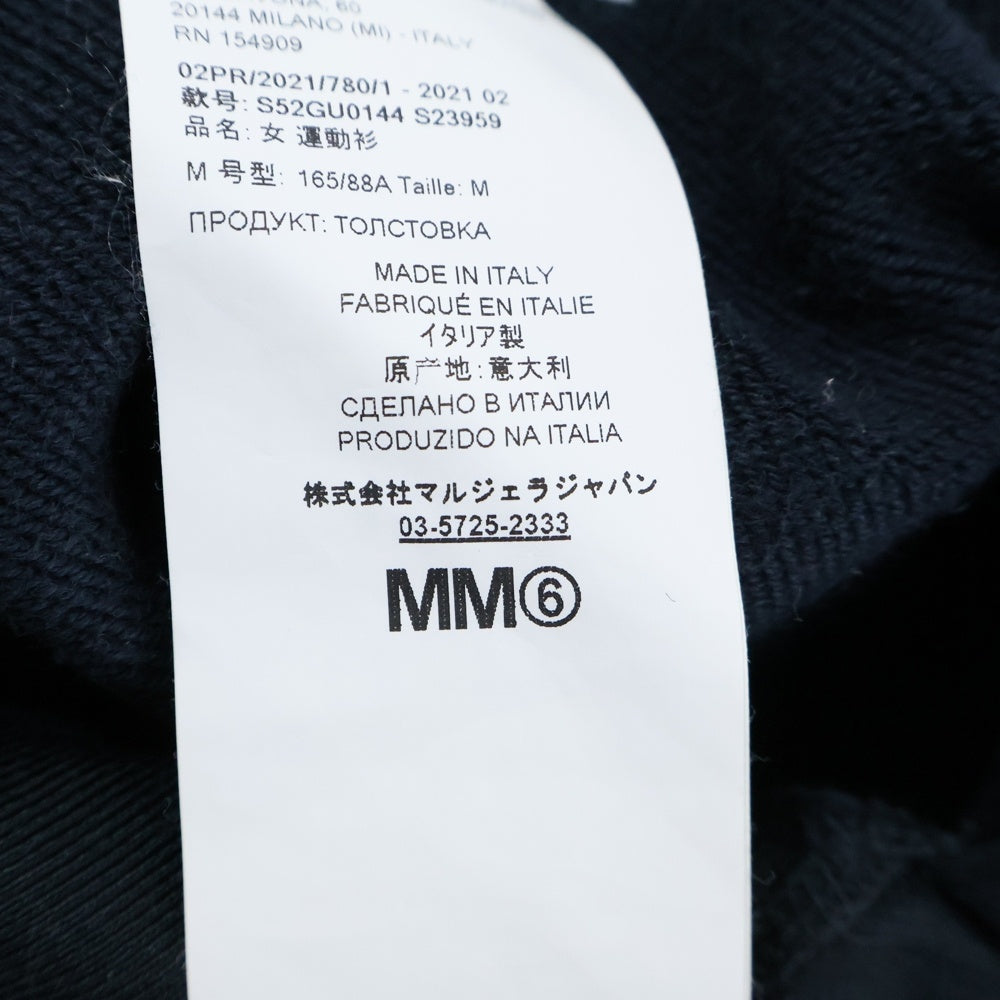 60
20144 MILANO (MI) - ITALY
RN 154909
02PR/2021/780/1 - 2021 02
款号: S52GU0144 S23959
品名: 女 運動衫
M 号型: 165/88A Taille: M
ПРОДУКТ: ТОЛСТОВКА
MADE IN ITALY
FABRIQUÉ EN ITALIE
イタリア製
原产地:意大利
СДЕЛАНО В ИТАЛИИ
PRODUZIDO NA ITALIA
株式会社マルジェラジャパン
03-5725-2333
MM⑥